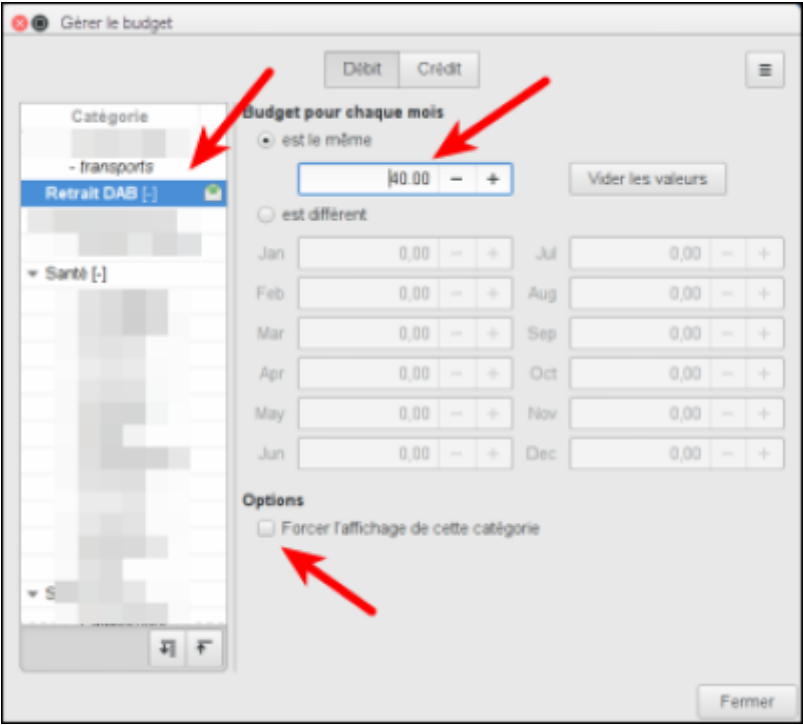 Gérer le budget
Débit Crédit
Catégorie
- transports
Retrait DAB [-]
Santé [-]
Budget pour chaque mois
est le même
40.00 − +
Vider les valeurs
est différent
Jan 0,00 − + Jul 0,00 − +
Feb 0,00 − + Aug 0,00 − +
Mar 0,00 − + Sep 0,00 − +
Apr 0,00 − + Oct 0,00 − +
May 0,00 − + Nov 0,00 − +
Jun 0,00 − + Dec 0,00 − +
Options
Forcer l'affichage de cette catégorie
Fermer